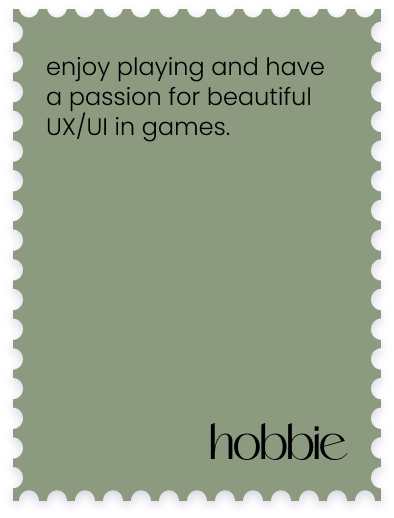 enjoy playing and have
a passion for beautiful
UX/UI in games.
hobbie